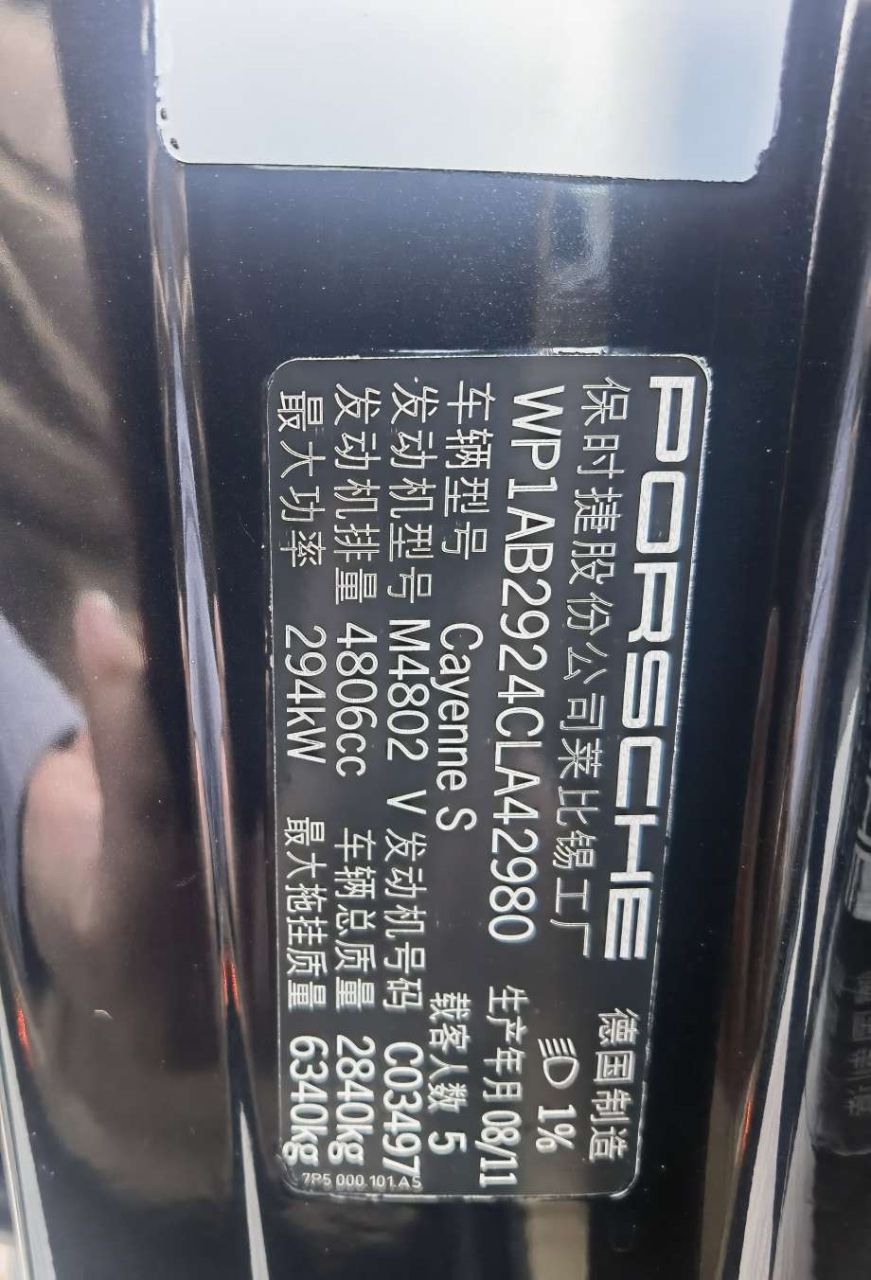 PORSCHE 德国制造
保时捷股份公司莱比锡工厂 1%
WP1AB2924CLA42980 生产年月 08/11
车辆型号 Cayenne S 载客人数 5
发动机型号 M4802 V 发动机号码 C03497
发动机排量 4806cc 车辆总质量 2840kg
最大功率 294kW 最大拖挂质量 6340kg
7P5 000 101.AS